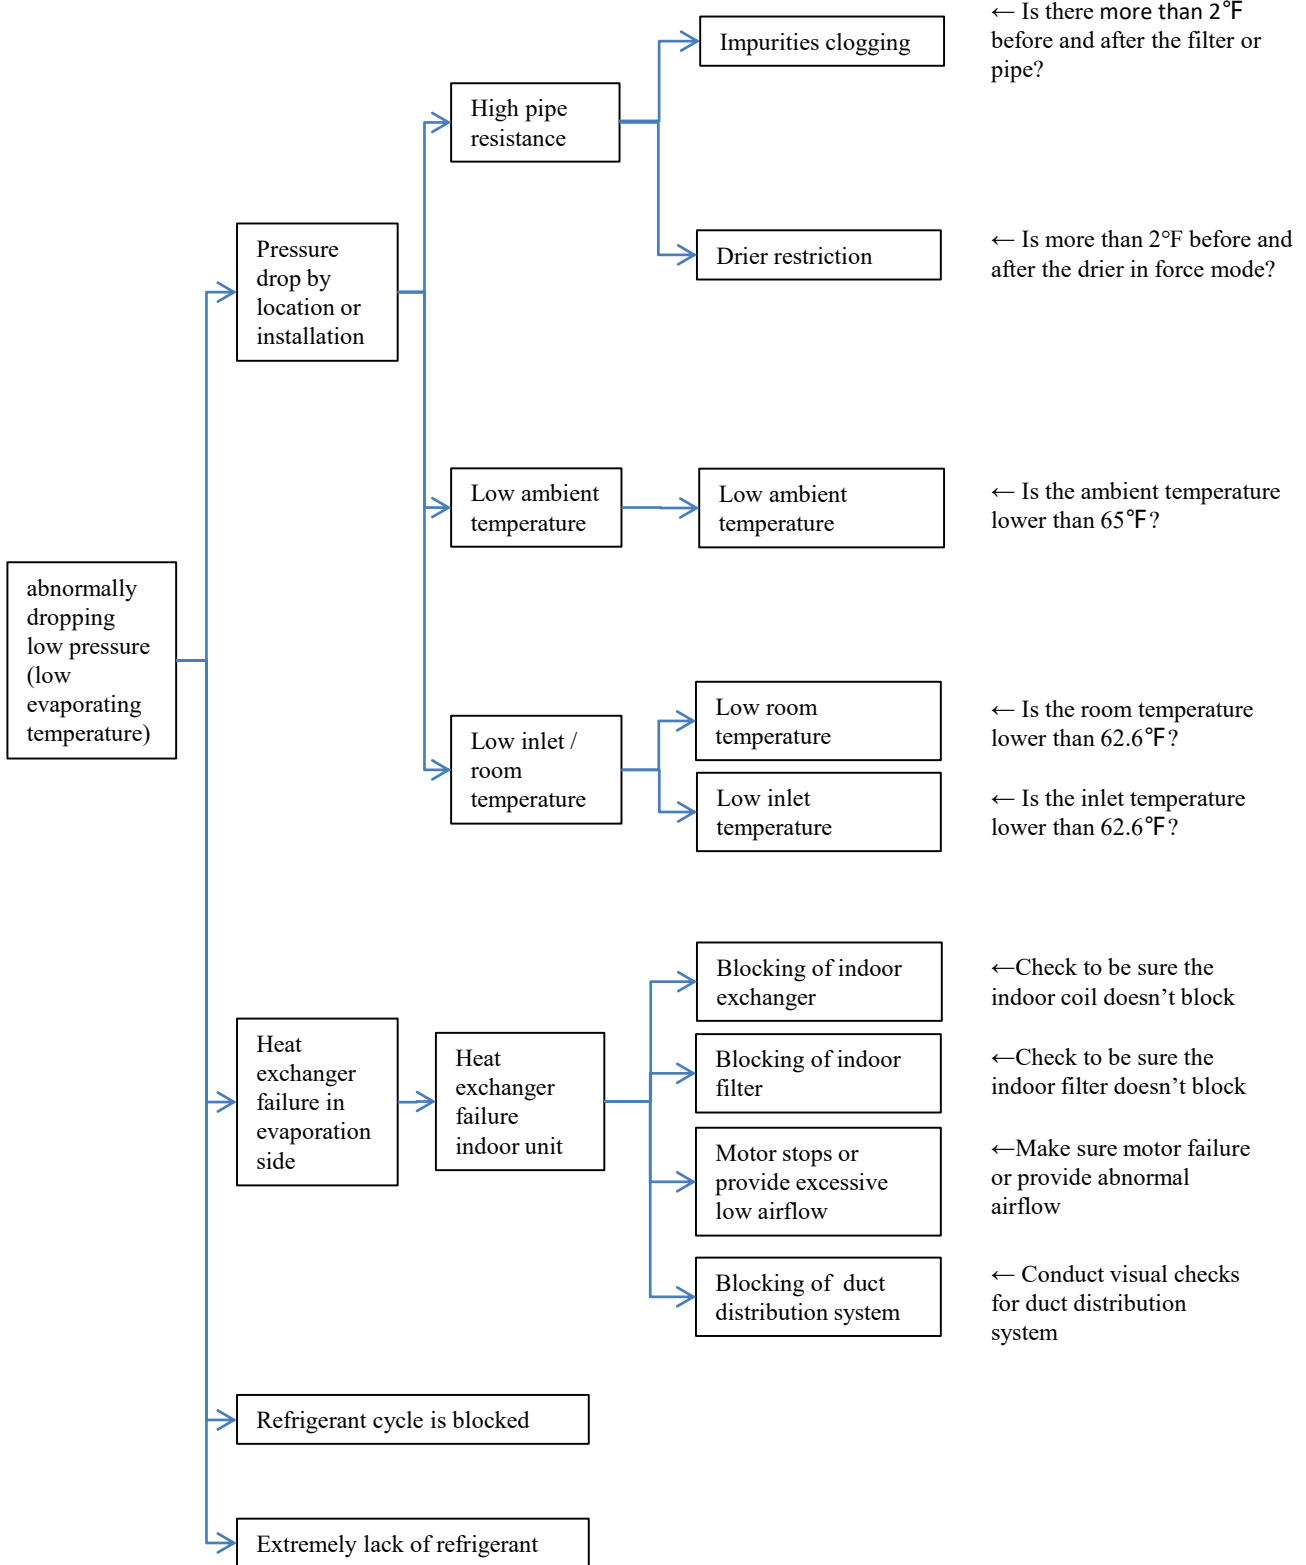 ← Is there more than 2°F
before and after the filter or
pipe?
Impurities clogging
High pipe
resistance
Drier restriction
← Is more than 2°F before and
after the drier in force mode?
Pressure
drop by
location or
installation
Low ambient
temperature
Low ambient
temperature
← Is the ambient temperature
lower than 65°F?
abnormally
dropping
low pressure
(low
evaporating
temperature)
Low inlet /
room
temperature
Low room
temperature
← Is the room temperature
lower than 62.6°F?
Low inlet
temperature
← Is the inlet temperature
lower than 62.6°F?
Heat
exchanger
failure in
evaporation
side
Heat
exchanger
failure
indoor unit
Blocking of indoor
exchanger
←Check to be sure the
indoor coil doesn’t block
Blocking of indoor
filter
←Check to be sure the
indoor filter doesn’t block
Motor stops or
provide excessive
low airflow
←Make sure motor failure
or provide abnormal
airflow
Blocking of  duct
distribution system
← Conduct visual checks
for duct distribution
system
Refrigerant cycle is blocked
Extremely lack of refrigerant